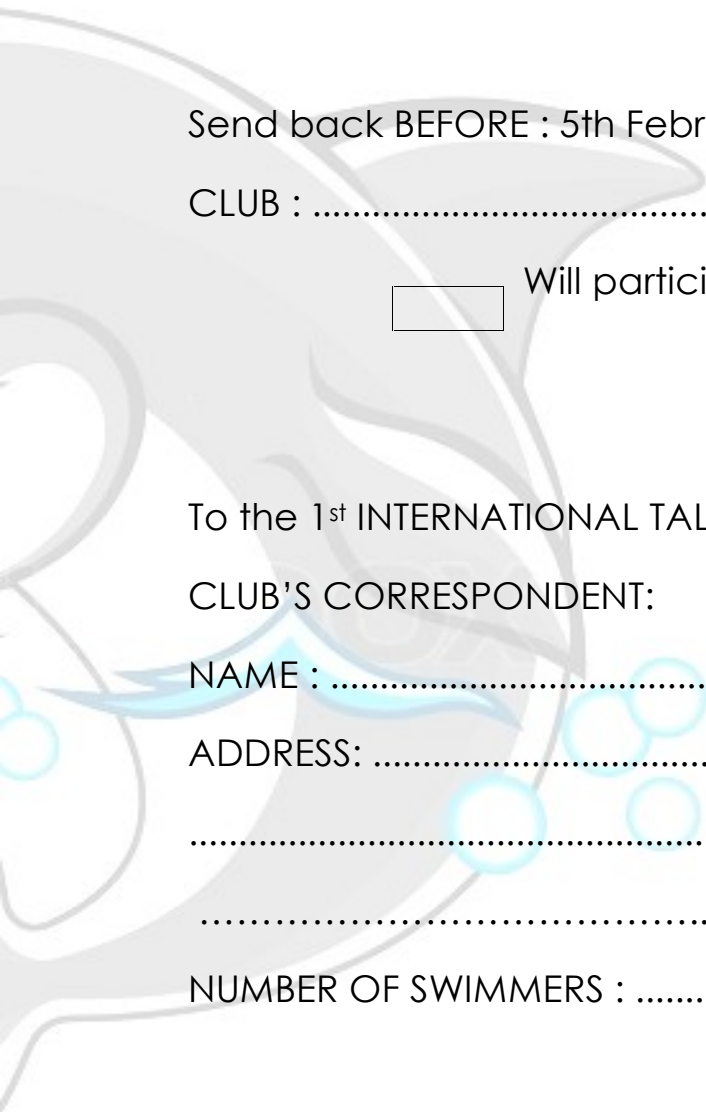 Send back BEFORE : 5th Febr
CLUB : ........................................
Will partici
To the 1st INTERNATIONAL TAL
CLUB’S CORRESPONDENT:
NAME : ......................................
ADDRESS: ..................................
....................................................
…………………………………..
NUMBER OF SWIMMERS : .......